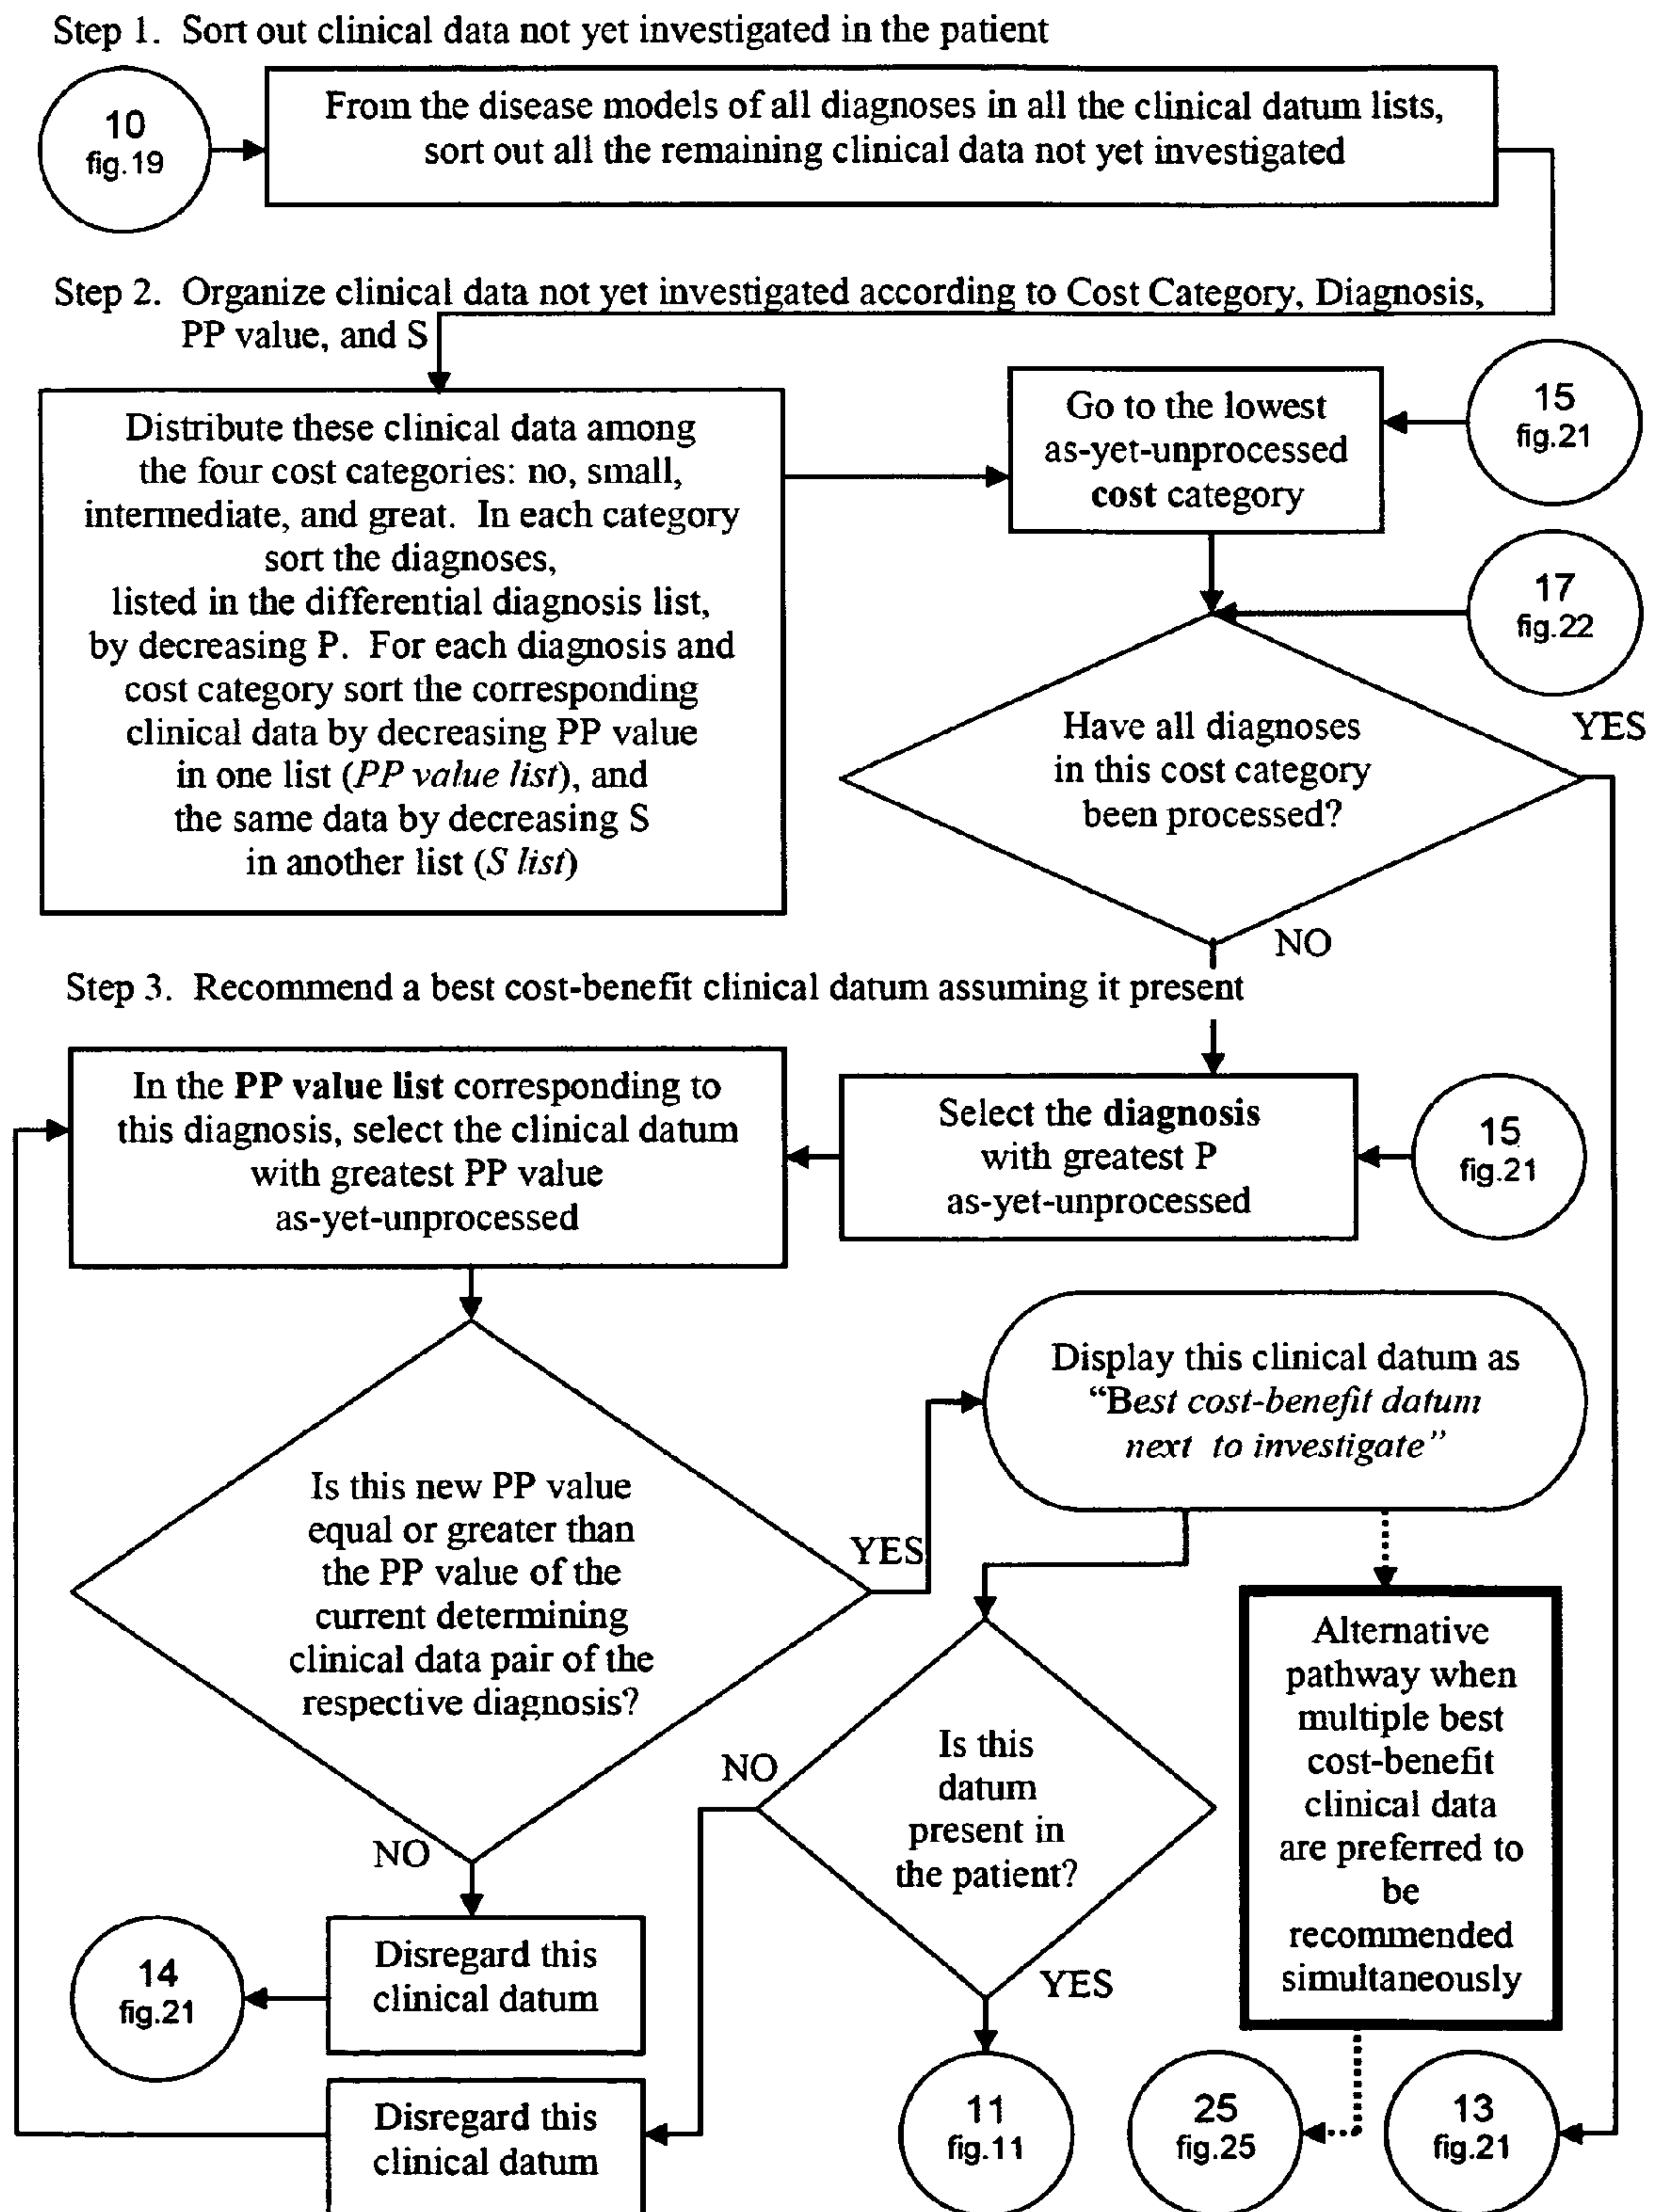 Step 1. Sort out clinical data not yet investigated in the patient
10
fig.19
From the disease models of all diagnoses in all the clinical datum lists,
sort out all the remaining clinical data not yet investigated
Step 2. Organize clinical data not yet investigated according to Cost Category, Diagnosis,
PP value, and S
Distribute these clinical data among
the four cost categories: no, small,
intermediate, and great. In each category
sort the diagnoses,
listed in the differential diagnosis list,
by decreasing P. For each diagnosis and
cost category sort the corresponding
clinical data by decreasing PP value
in one list (PP value list), and
the same data by decreasing S
in another list (S list)
Go to the lowest
as-yet-unprocessed
cost category
15
fig.21
17
fig.22
Have all diagnoses
in this cost category
been processed?
YES
NO
Step 3. Recommend a best cost-benefit clinical datum assuming it present
In the PP value list corresponding to
this diagnosis, select the clinical datum
with greatest PP value
as-yet-unprocessed
Select the diagnosis
with greatest P
as-yet-unprocessed
15
fig.21
Is this new PP value
equal or greater than
the PP value of the
current determining
clinical data pair of the
respective diagnosis?
YES
NO
Display this clinical datum as
“Best cost-benefit datum
next to investigate”
Is this
datum
present in
the patient?
NO
YES
Alternative
pathway when
multiple best
cost-benefit
clinical data
are preferred to
be
recommended
simultaneously
Disregard this
clinical datum
14
fig.21
Disregard this
clinical datum
11
fig.11
25
fig.25
13
fig.21